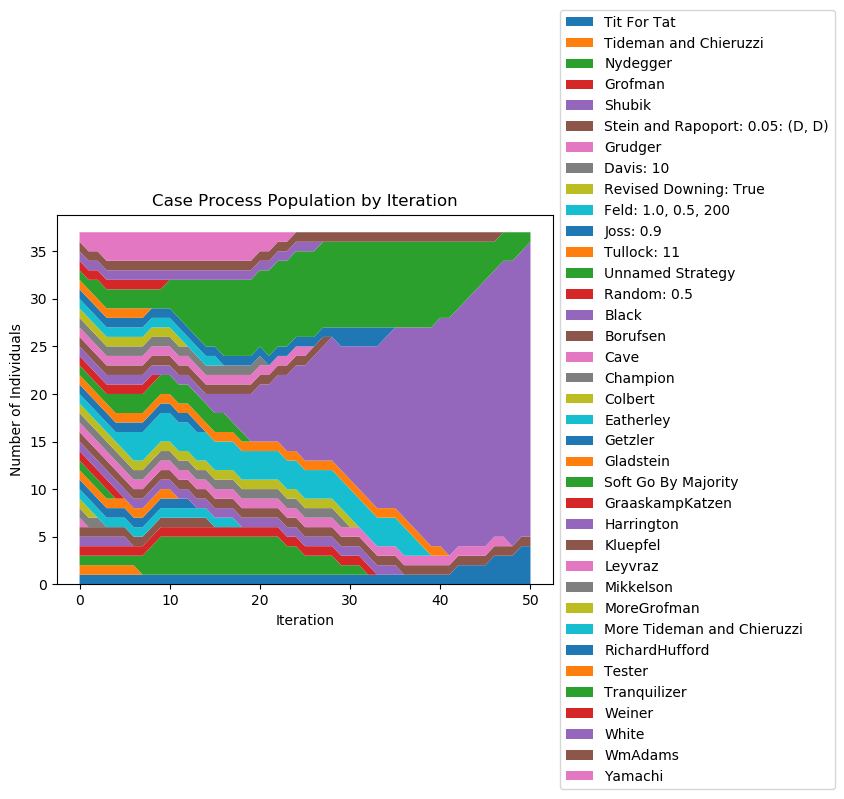 Case Process Population by Iteration
Number of Individuals
35
30
25
20
15
10
5
0
0 10 20 30 40 50
Iteration
Tit For Tat
Tideman and Chieruzzi
Nydegger
Grofman
Shubik
Stein and Rapoport: 0.05: (D, D)
Grudger
Davis: 10
Revised Downing: True
Feld: 1.0, 0.5, 200
Joss: 0.9
Tullock: 11
Unnamed Strategy
Random: 0.5
Black
Borufsen
Cave
Champion
Colbert
Eatherley
Getzler
Gladstein
Soft Go By Majority
GraaskampKatzen
Harrington
Kluepfel
Leyvraz
Mikkelson
MoreGrofman
More Tideman and Chieruzzi
RichardHufford
Tester
Tranquilizer
Weiner
White
WmAdams
Yamachi